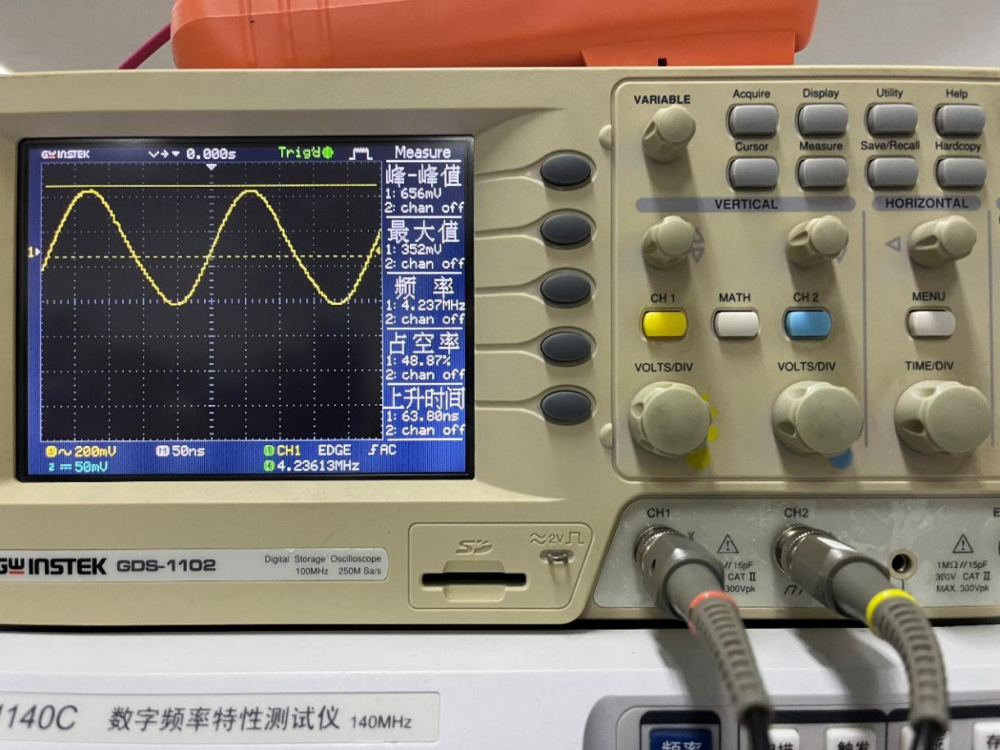 GW INSTEK
0.000s
Trig'd
Measure
峰-峰值
1: 656mV
2: chan off
最大值
1: 352mV
2: chan off
频 率
1: 4.237MHz
2: chan off
占空率
1: 48.87%
2: chan off
上升时间
1: 63.80ns
2: chan off
1
1 200mV
M 50ns
CH1 EDGE AC
2 50mV
4.23613MHz
VARIABLE
Acquire
Display
Utility
Help
Cursor
Measure
Save/Recall
Hardcopy
VERTICAL
HORIZONTAL
CH 1
MATH
CH 2
MENU
VOLTS/DIV
VOLTS/DIV
TIME/DIV
GW INSTEK GDS-1102
Digital Storage Oscilloscope
100MHz 250M Sa/s
SD
2V
CH1
CH2
E
X
// 15pF
CAT II
300Vpk
1MΩ // 15pF
300V CAT II
MAX. 300Vpk
1140C 数字频率特性测试仪 140MHz
频率
触发
存